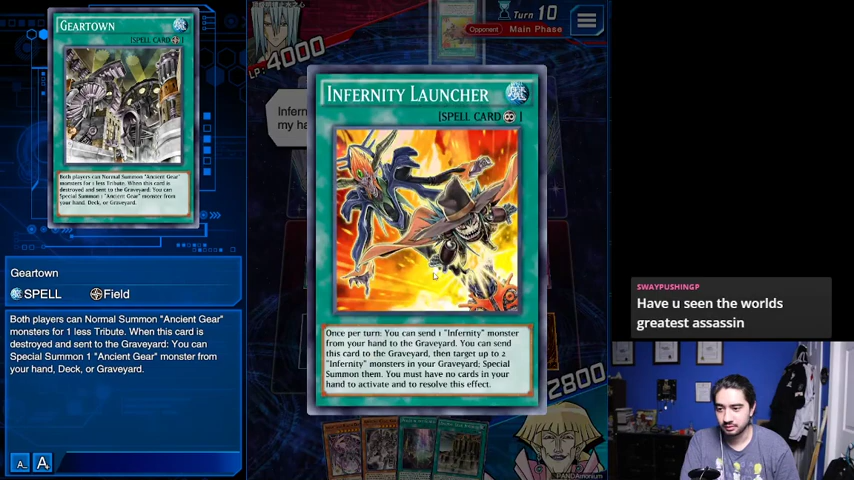 GEARTOWN
[SPELL CARD ]
Both players can Normal Summon "Ancient Gear"
monsters for 1 less Tribute. When this card is
destroyed and sent to the Graveyard: You can
Special Summon 1 "Ancient Gear" monster from
your hand, Deck, or Graveyard.
Geartown
SPELL Field
Both players can Normal Summon "Ancient Gear"
monsters for 1 less Tribute. When this card is
destroyed and sent to the Graveyard: You can
Special Summon 1 "Ancient Gear" monster from
your hand, Deck, or Graveyard.
A- A+
LP: 4000
Turn 10
Opponent Main Phase
Infern
my ha
INFERNITY LAUNCHER
[SPELL CARD ]
Once per turn: You can send 1 "Infernity" monster
from your hand to the Graveyard. You can send
this card to the Graveyard, then target up to 2
"Infernity" monsters in your Graveyard; Special
Summon them. You must have no cards in your
hand to activate and to resolve this effect.
2800
PANDAmonium
SWAYPUSHINGP
Have u seen the worlds
greatest assassin